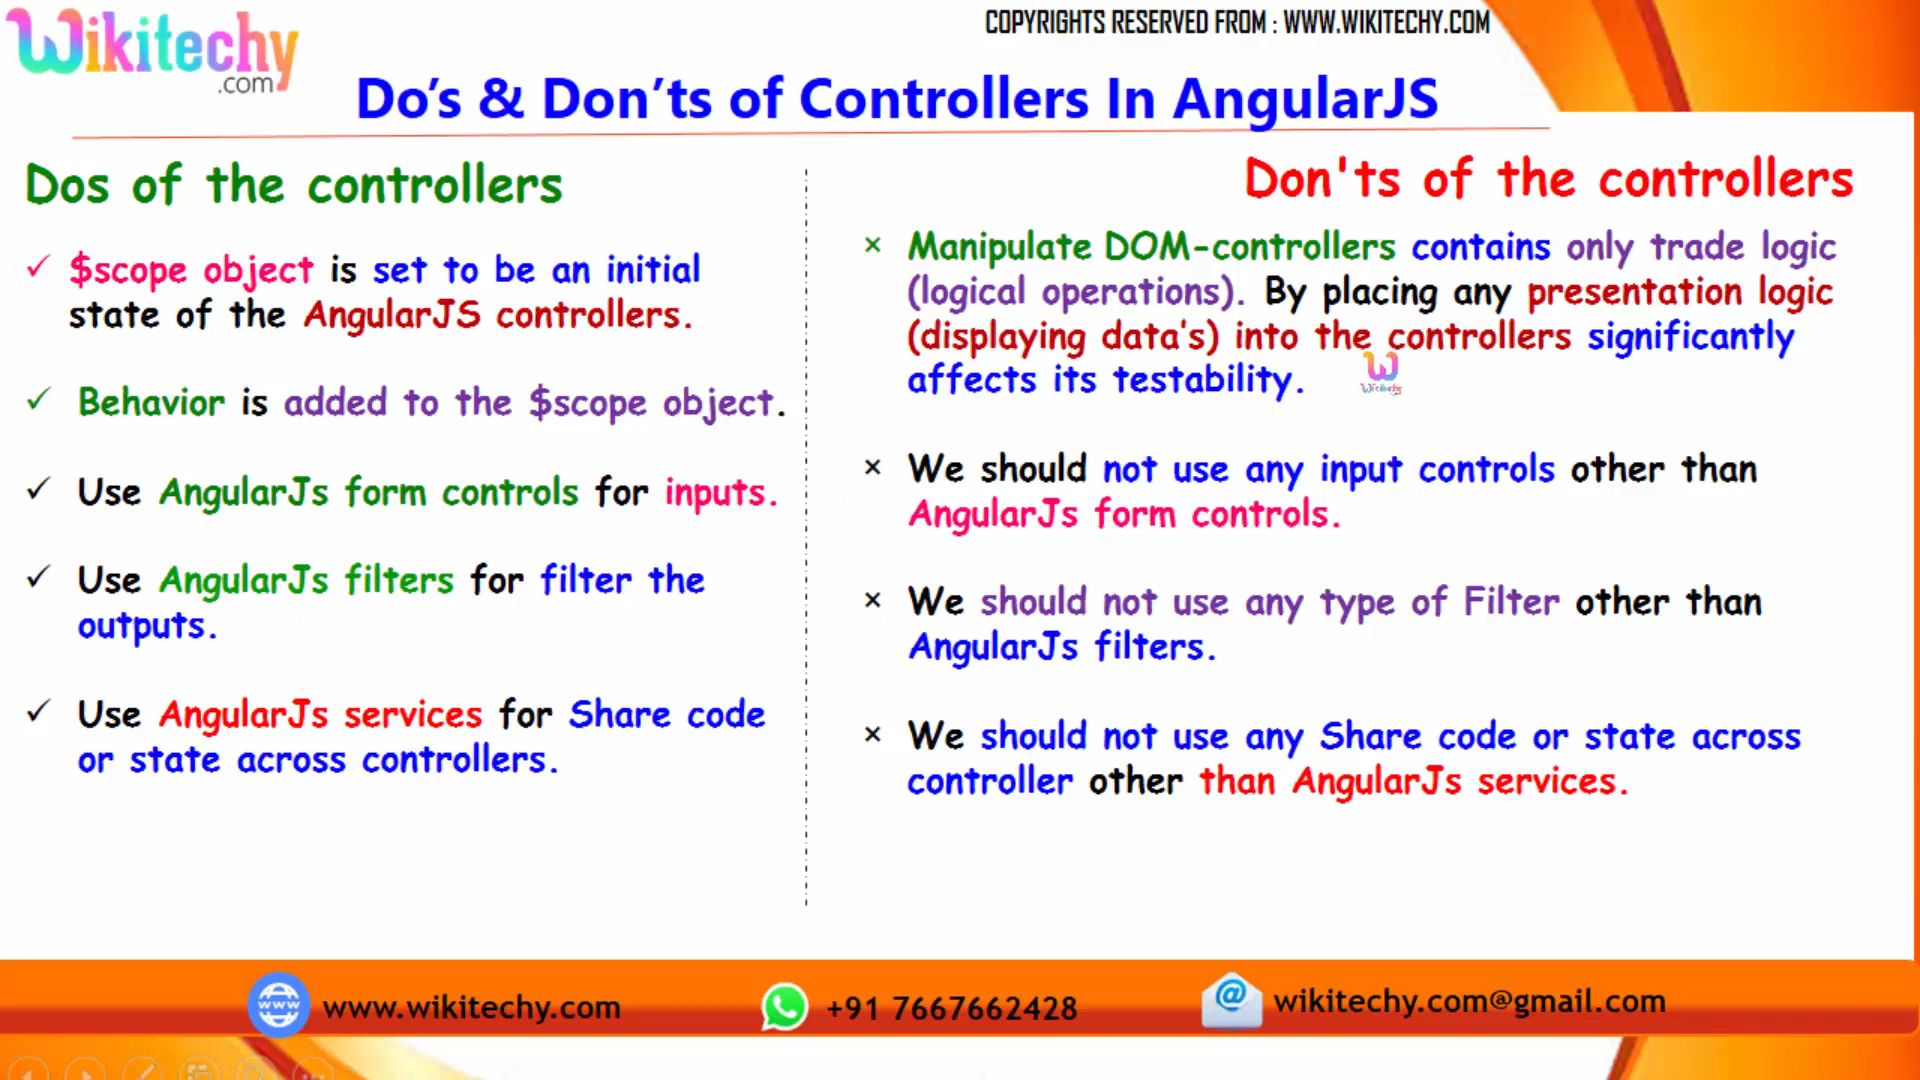 Wikitechy
.com
COPYRIGHTS RESERVED FROM : WWW.WIKITECHY.COM
Do’s & Don’ts of Controllers In AngularJS
Dos of the controllers
✓ $scope object is set to be an initial
state of the AngularJS controllers.
✓ Behavior is added to the $scope object.
✓ Use AngularJs form controls for inputs.
✓ Use AngularJs filters for filter the
outputs.
✓ Use AngularJs services for Share code
or state across controllers.
Don'ts of the controllers
× Manipulate DOM-controllers contains only trade logic
(logical operations). By placing any presentation logic
(displaying data's) into the controllers significantly
affects its testability.
W
Wikitechy
× We should not use any input controls other than
AngularJs form controls.
× We should not use any type of Filter other than
AngularJs filters.
× We should not use any Share code or state across
controller other than AngularJs services.
www
www.wikitechy.com
+91 7667662428
@
wikitechy.com@gmail.com